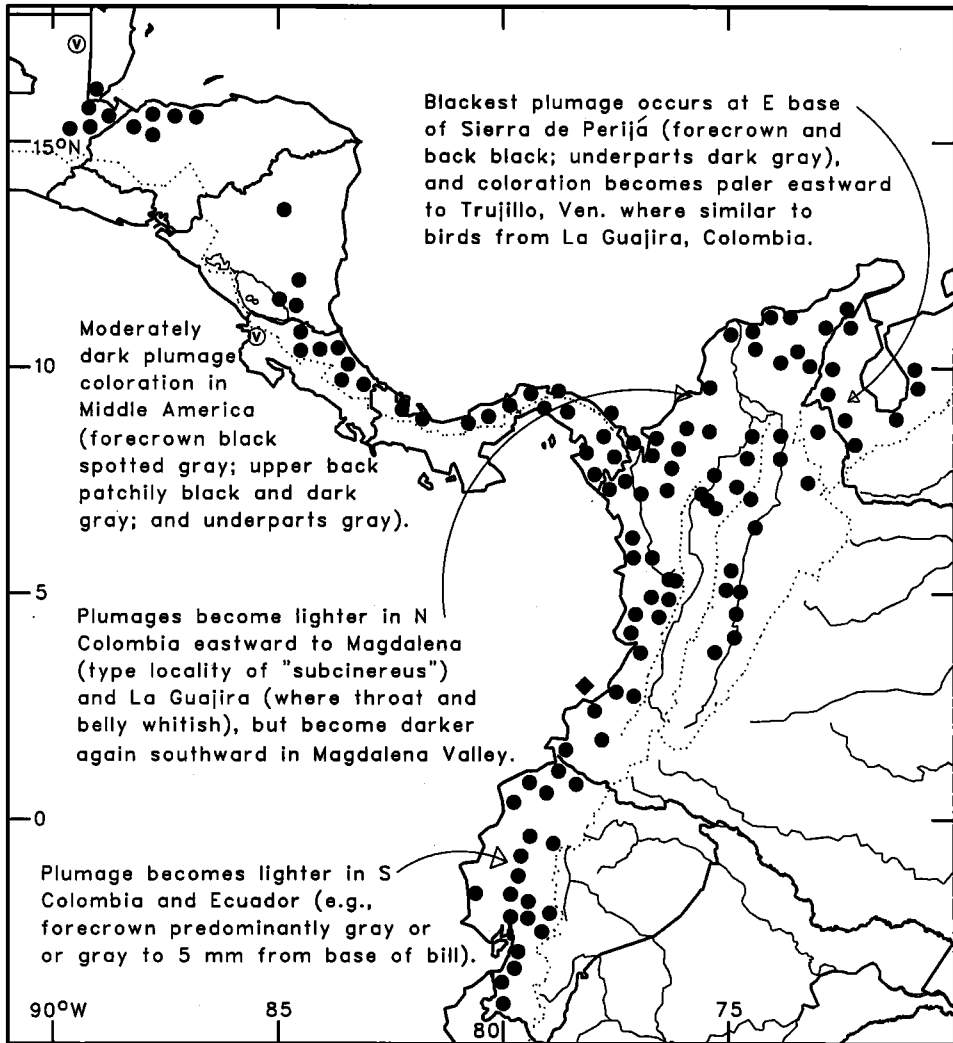 V
Blackest plumage occurs at E base
of Sierra de Perijá (forecrown and
back black; underparts dark gray),
and coloration becomes paler eastward
to Trujillo, Ven. where similar to
birds from La Guajira, Colombia.
15°N
V
Moderately
dark plumage
coloration in
Middle America
(forecrown black
spotted gray; upper back
patchily black and dark
gray; and underparts gray).
10
5
Plumages become lighter in N
Colombia eastward to Magdalena
(type locality of "subcinereus")
and La Guajira (where throat and
belly whitish), but become darker
again southward in Magdalena Valley.
0
Plumage becomes lighter in S
Colombia and Ecuador (e.g.,
forecrown predominantly gray or
or gray to 5 mm from base of bill).
90°W
85
80
75